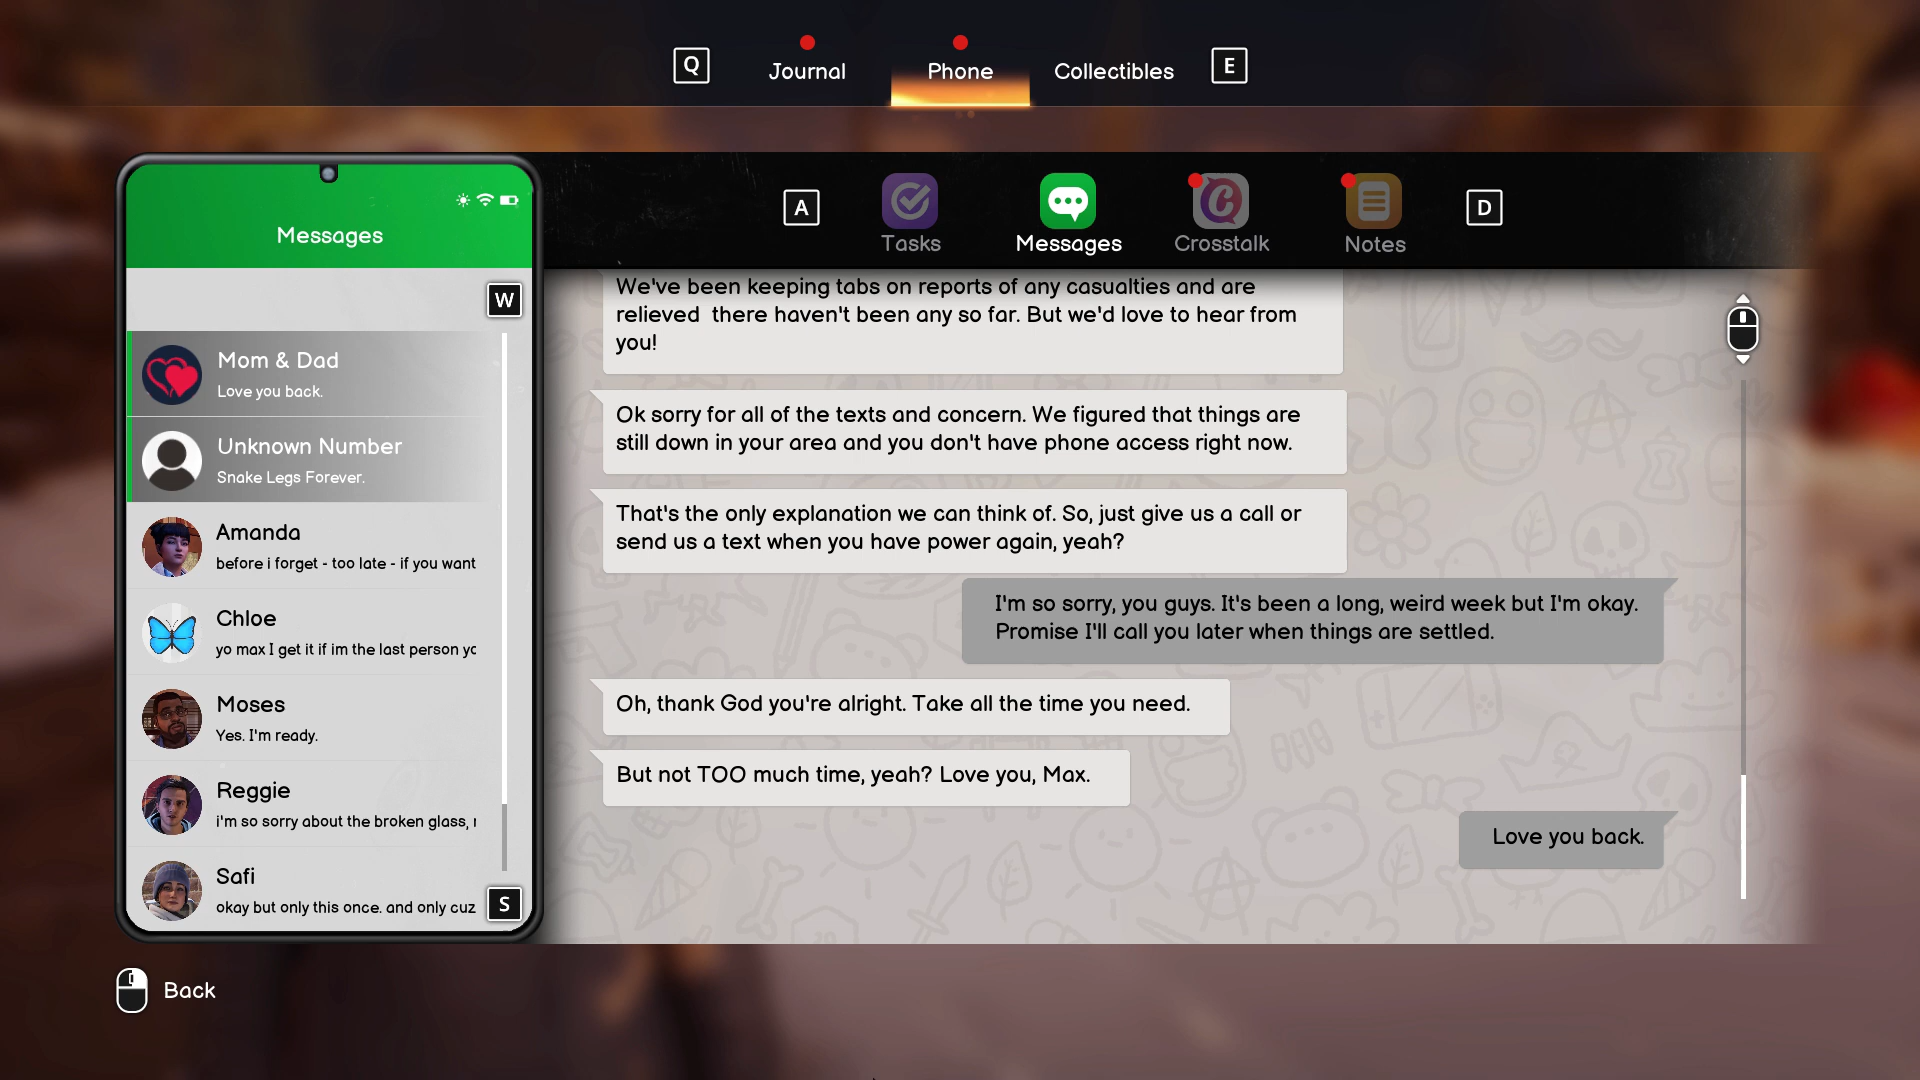 Q
Journal
Phone
Collectibles
E
Messages
A
Tasks
Messages
Crosstalk
Notes
D
W
Mom & Dad
Love you back.
Unknown Number
Snake Legs Forever.
Amanda
before i forget - too late - if you want
Chloe
yo max I get it if im the last person yo
Moses
Yes. I'm ready.
Reggie
i'm so sorry about the broken glass, r
Safi
okay but only this once. and only cuz
S
We've been keeping tabs on reports of any casualties and are
relieved  there haven't been any so far. But we'd love to hear from
you!
Ok sorry for all of the texts and concern. We figured that things are
still down in your area and you don't have phone access right now.
That's the only explanation we can think of. So, just give us a call or
send us a text when you have power again, yeah?
I'm so sorry, you guys. It's been a long, weird week but I'm okay.
Promise I'll call you later when things are settled.
Oh, thank God you're alright. Take all the time you need.
But not TOO much time, yeah? Love you, Max.
Love you back.
Back